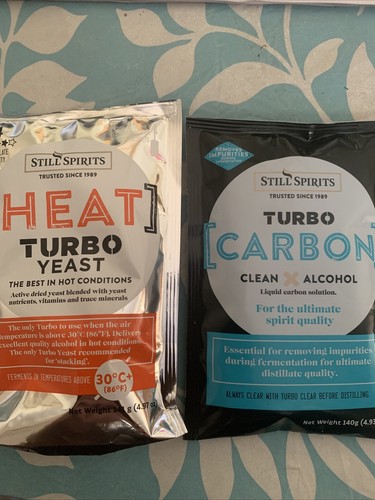 STILL SPIRITS
TRUSTED SINCE 1989
HEAT]
TURBO
YEAST
THE BEST IN HOT CONDITIONS
Active dried yeast blended with yeast
nutrients, vitamins and trace minerals
The only Turbo to use when the air
temperature is above 30°C (86°F). Delivers
excellent quality alcohol in hot conditions.
The only Turbo Yeast recommended
for 'stacking'.
FERMENTS IN TEMPERATURES ABOVE
30°C+
(86°F)
Net Weight 141 g (4.97
REMOVES
IMPURITIES
STILL SPIRITS
TRUSTED SINCE 1989
TURBO
[CARBON]
CLEAN X ALCOHOL
Liquid carbon solution.
For the ultimate
spirit quality
Essential for removing impurities
during fermentation for ultimate
distillate quality.
ALWAYS CLEAR WITH TURBO CLEAR BEFORE DISTILLING
Net Weight 140g (4.93